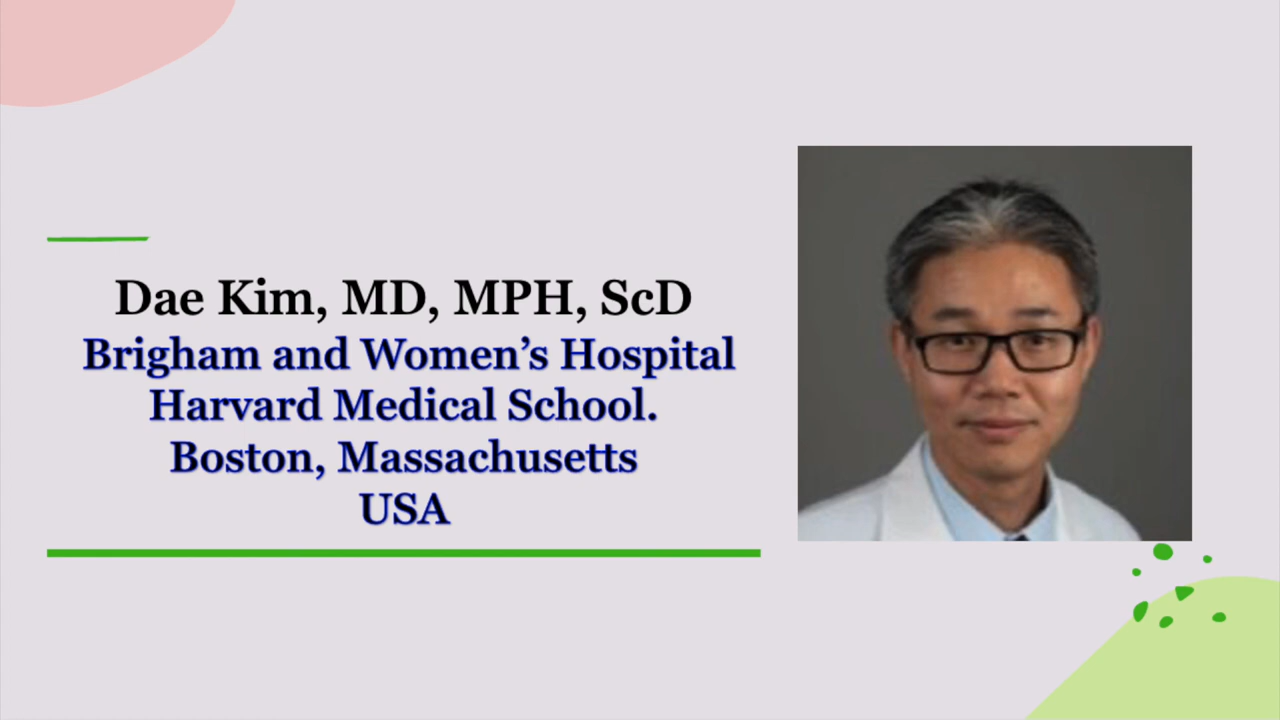 Dae Kim, MD, MPH, ScD
Brigham and Women’s Hospital
Harvard Medical School.
Boston, Massachusetts
USA